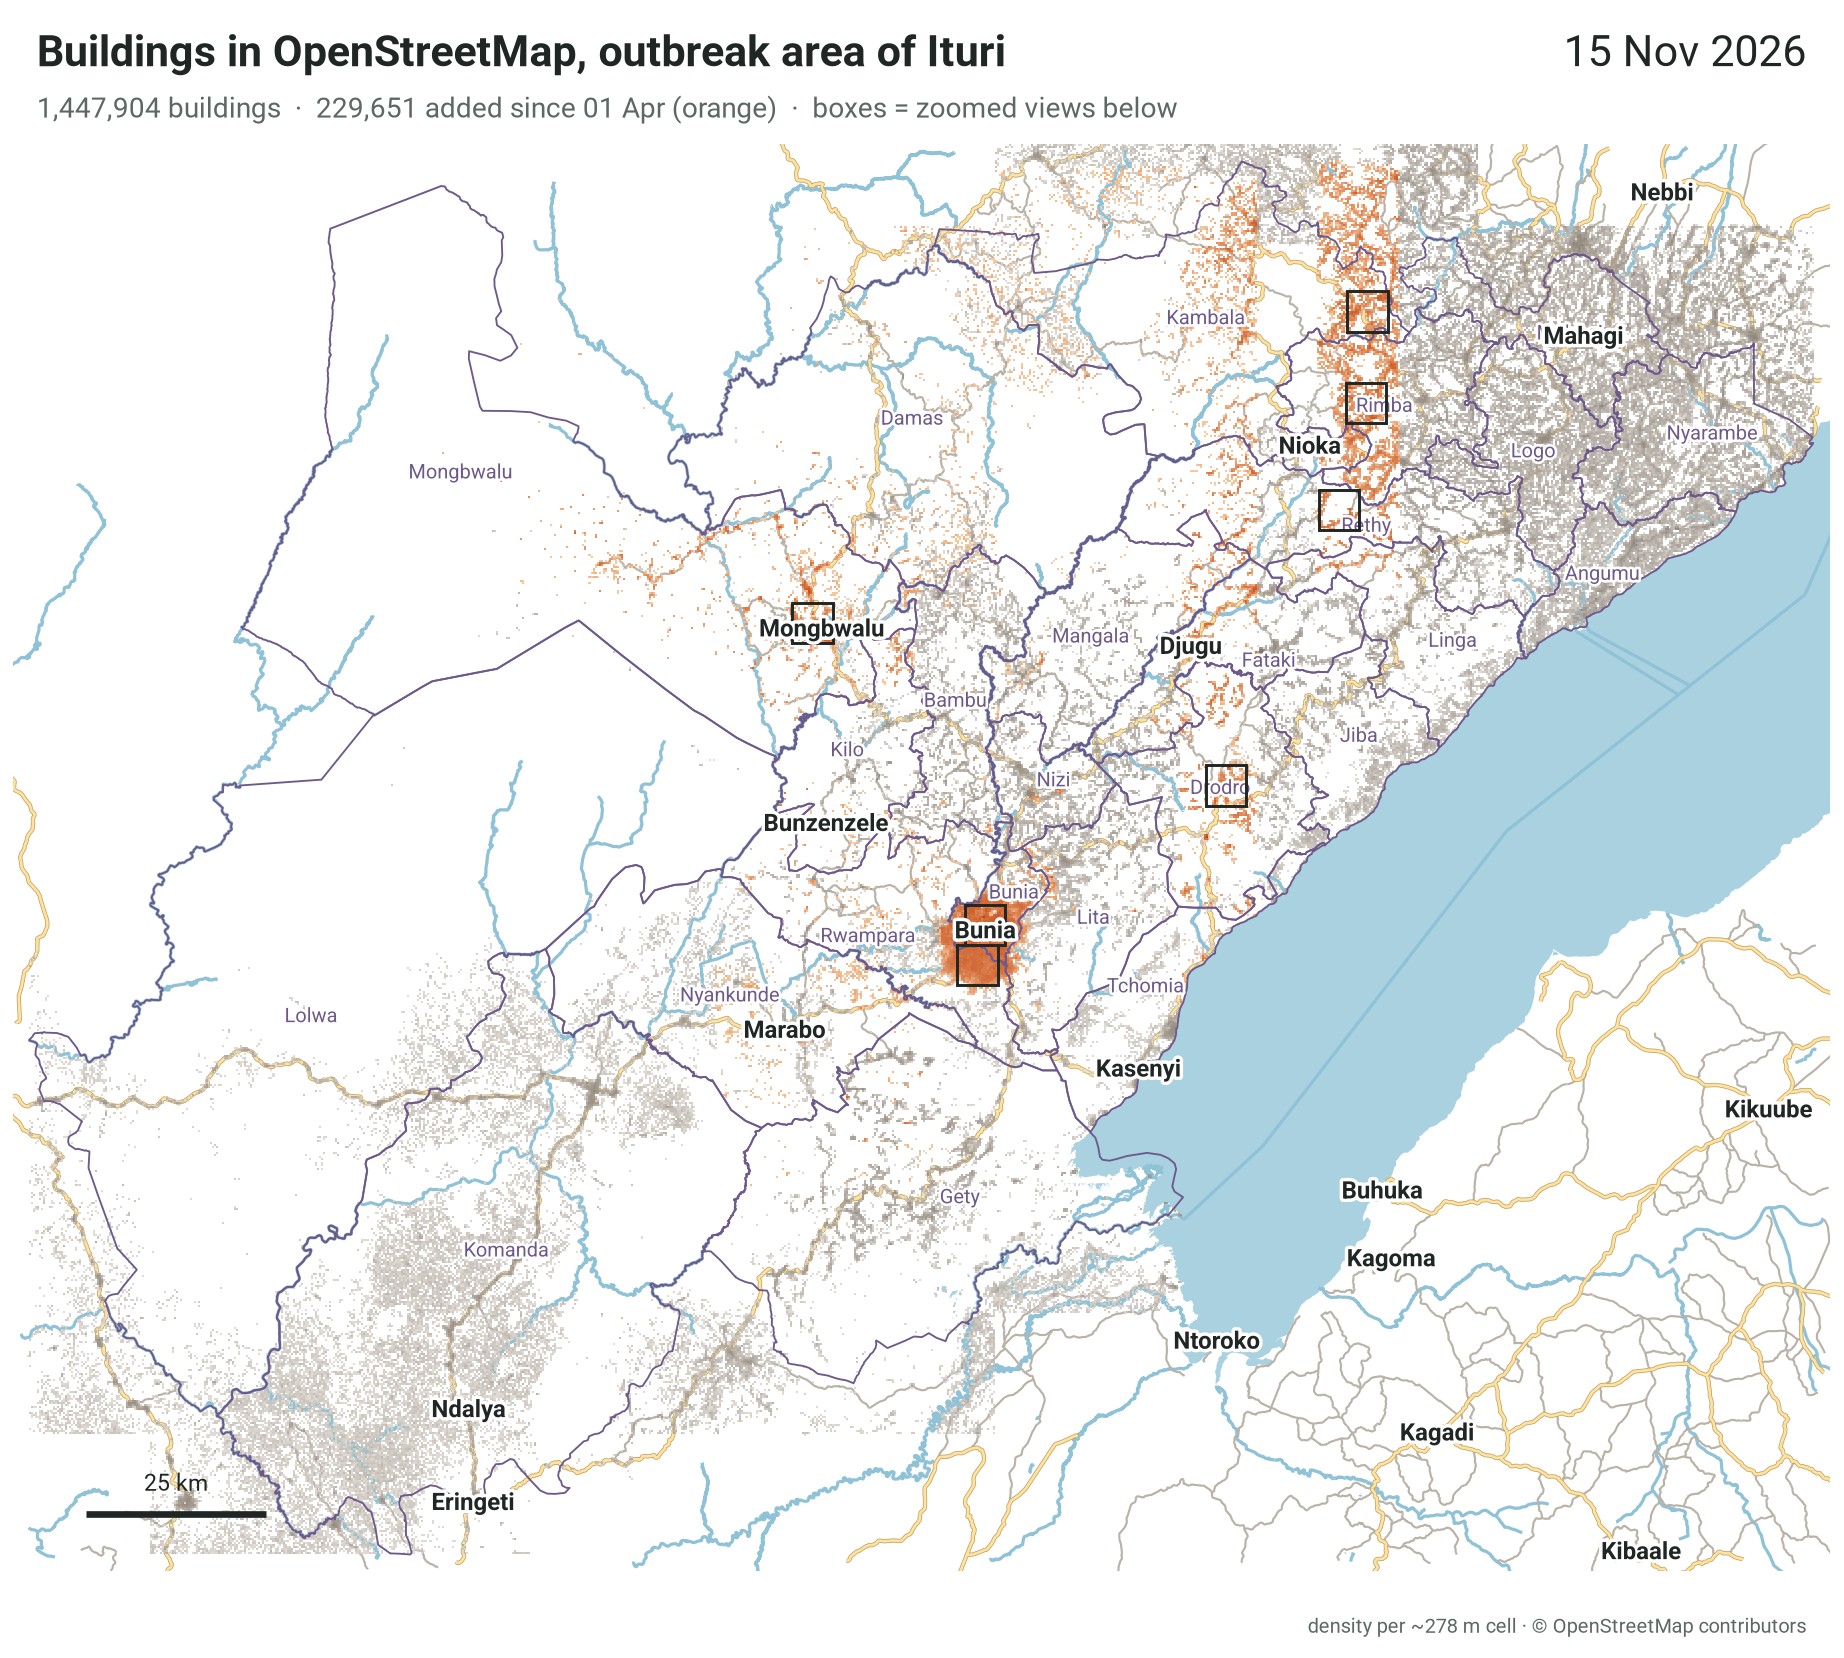 Buildings in OpenStreetMap, outbreak area of Ituri
15 Nov 2026
1,447,904 buildings · 229,651 added since 01 Apr (orange) · boxes = zoomed views below
Nebbi
Kambala
Mahagi
Rimba
Damas
Nyarambe
Nioka
Logo
Mongbwalu
Rethy
Angumu
Mongbwalu
Mangala
Djugu
Linga
Fataki
Bambu
Jiba
Kilo
Nizi
Drodro
Bunzenzele
Bunia
Lita
Bunia
Rwampara
Tchomia
Nyankunde
Lolwa
Marabo
Kasenyi
Kikuube
Buhuka
Gety
Komanda
Kagoma
Ntoroko
Ndalya
Kagadi
25 km
Eringeti
Kibaale
density per ~278 m cell · © OpenStreetMap contributors